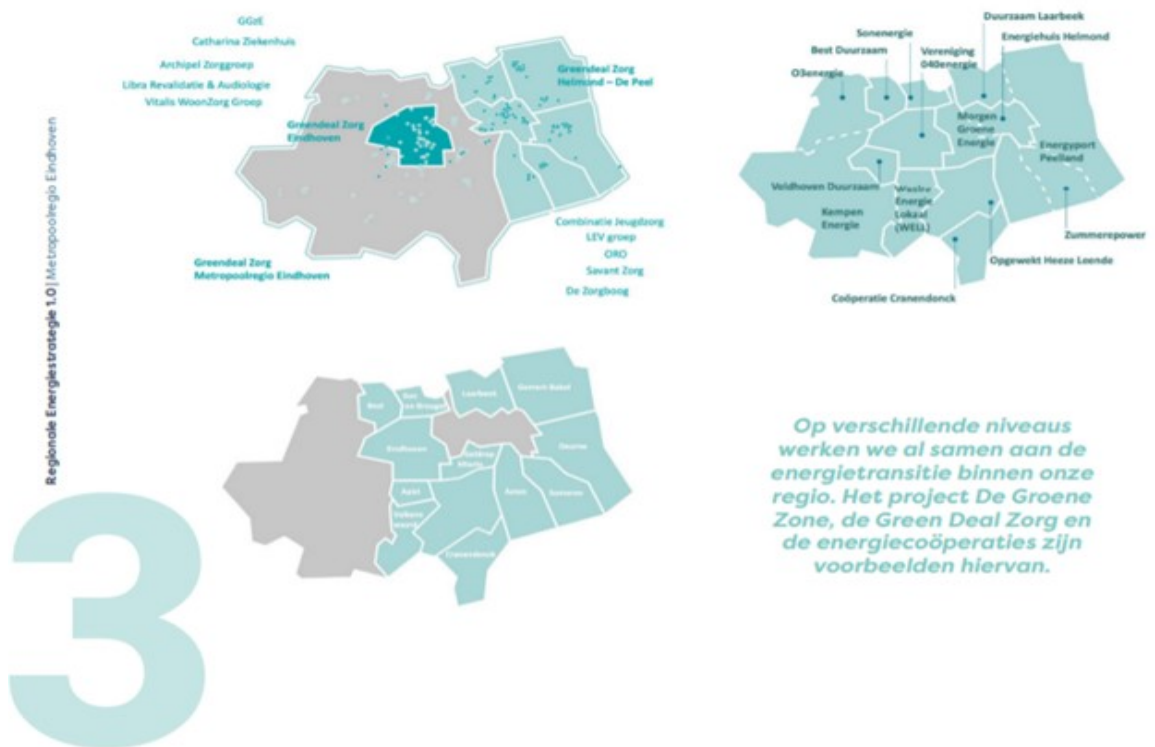 GGzE
Catharina Ziekenhuis
Archipel Zorggroep
Libra Revalidatie & Audiologie
Vitalis WoonZorg Groep
Greendeal Zorg
Eindhoven
Greendeal Zorg
Helmond – De Peel
Greendeal Zorg
Metropoolregio Eindhoven
Combinatie Jeugdzorg
LEV groep
ORO
Savant Zorg
De Zorgboog
Duurzaam Laarbeek
Sonenergie
Energiehuis Helmond
Best Duurzaam
Vereniging
040energie
O3energie
Morgen
Groene
Energie
Energyport
Peelland
Veldhoven Duurzaam
Waalre
Energie
Lokaal
(WELL)
Kempen
Energie
Zummerepower
Opgewekt Heeze Leende
Coöperatie Cranendonck
Regionale Energiestrategie 1.0 | Metropoolregio Eindhoven
Best
Laarbeek
Gemert-Bakel
Eindhoven
Deurne
Asten
Someren
Cranendonck
Op verschillende niveaus
werken we al samen aan de
energietransitie binnen onze
regio. Het project De Groene
Zone, de Green Deal Zorg en
de energiecoöperaties zijn
voorbeelden hiervan.
3